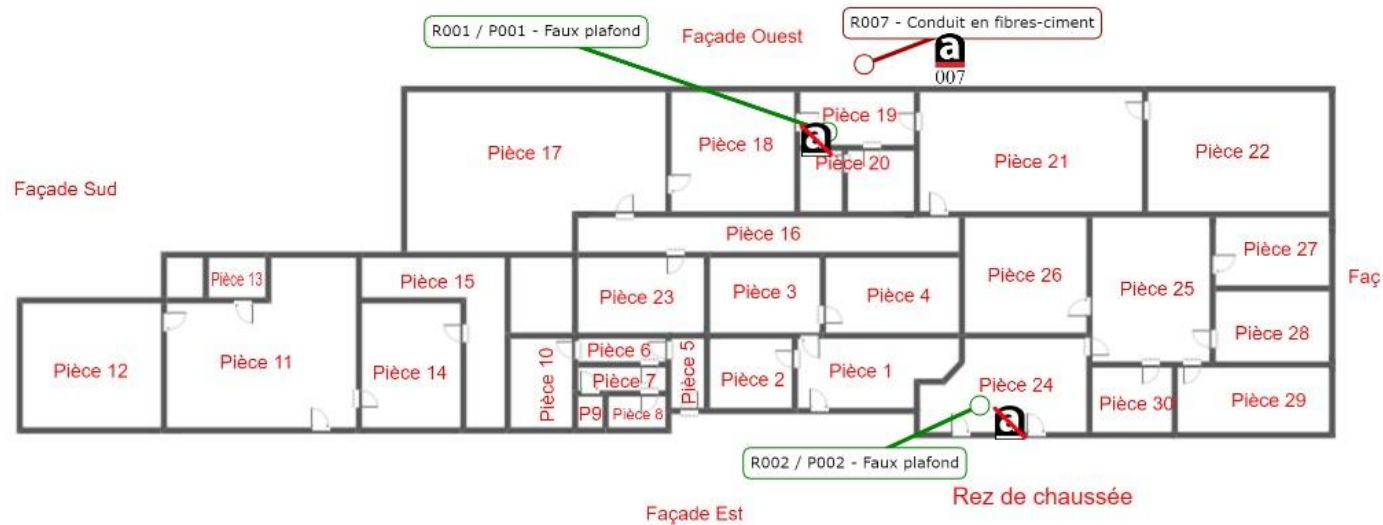 R007 - Conduit en fibres-ciment
R001 / P001 - Faux plafond
Façade Ouest
a
007
Pièce 19
Pièce 17
Pièce 18
a
Pièce 20
Pièce 21
Pièce 22
Façade Sud
Pièce 16
Pièce 27
Pièce 13
Pièce 15
Pièce 23
Pièce 3
Pièce 4
Pièce 26
Pièce 25
Faç
Pièce 28
Pièce 12
Pièce 11
Pièce 14
Pièce 10
Pièce 6
Pièce 5
Pièce 7
Pièce 2
Pièce 1
Pièce 24
P9
Pièce 8
Pièce 30
Pièce 29
a
R002 / P002 - Faux plafond
Rez de chaussée
Façade Est